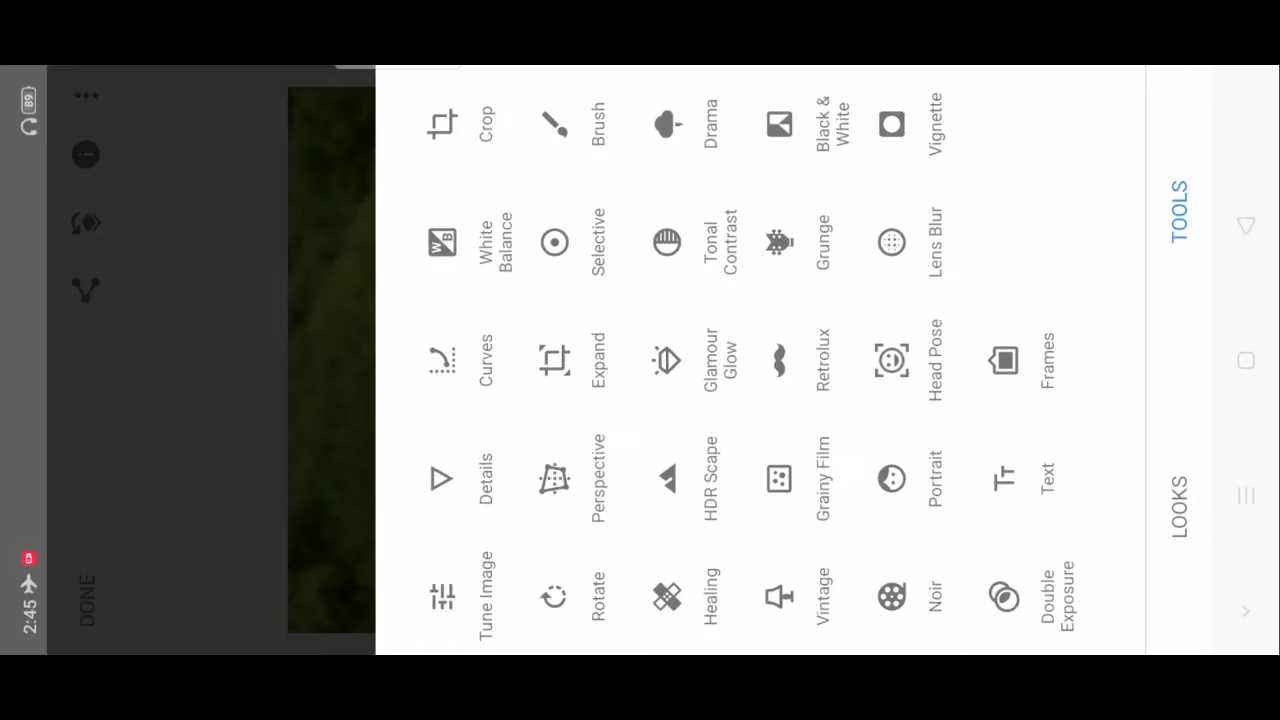 2:45
89
DONE
Tune Image
Details
Curves
White
Balance
Crop
Rotate
Perspective
Expand
Selective
Brush
Healing
HDR Scape
Glamour
Glow
Tonal
Contrast
Drama
Vintage
Grainy Film
Retrolux
Grunge
Black &
White
Noir
Portrait
Head Pose
Lens Blur
Vignette
Double
Exposure
Text
Frames
LOOKS
TOOLS